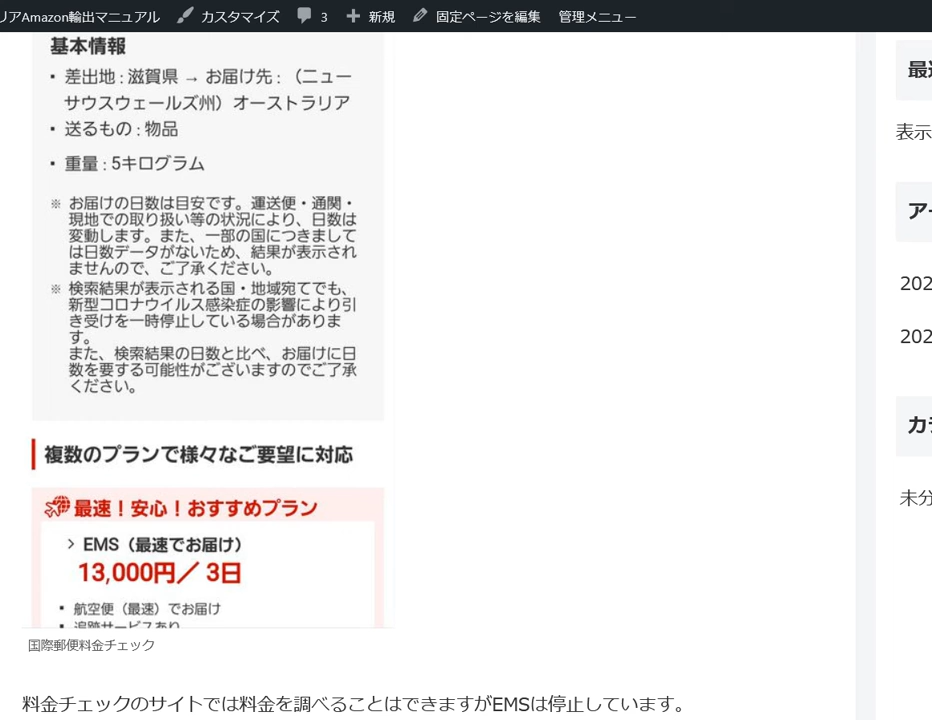 リアAmazon輸出マニュアル カスタマイズ 3 新規 固定ページを編集 管理メニュー
基本情報
・ 差出地 : 滋賀県 → お届け先 : （ニュー
サウスウェールズ州）オーストラリア
・ 送るもの : 物品
・ 重量 : 5キログラム
※ お届けの日数は目安です。運送便・通関・
現地での取り扱い等の状況により、日数は
変動します。また、一部の国につきまして
は日数データがないため、結果が表示され
ませんので、ご了承ください。
※ 検索結果が表示される国・地域宛てでも、
新型コロナウイルス感染症の影響により引
き受けを一時停止している場合がありま
す。
また、検索結果の日数と比べ、お届けに日
数を要する可能性がございますのでご了承
ください。
複数のプランで様々なご要望に対応
最速！安心！おすすめプラン
> EMS（最速でお届け）
13,000円／ 3日
・ 航空便（最速）でお届け
・ 追跡サービスあり
国際郵便料金チェック
料金チェックのサイトでは料金を調べることはできますがEMSは停止しています。
最
表示
アー
202
202
カ
未分